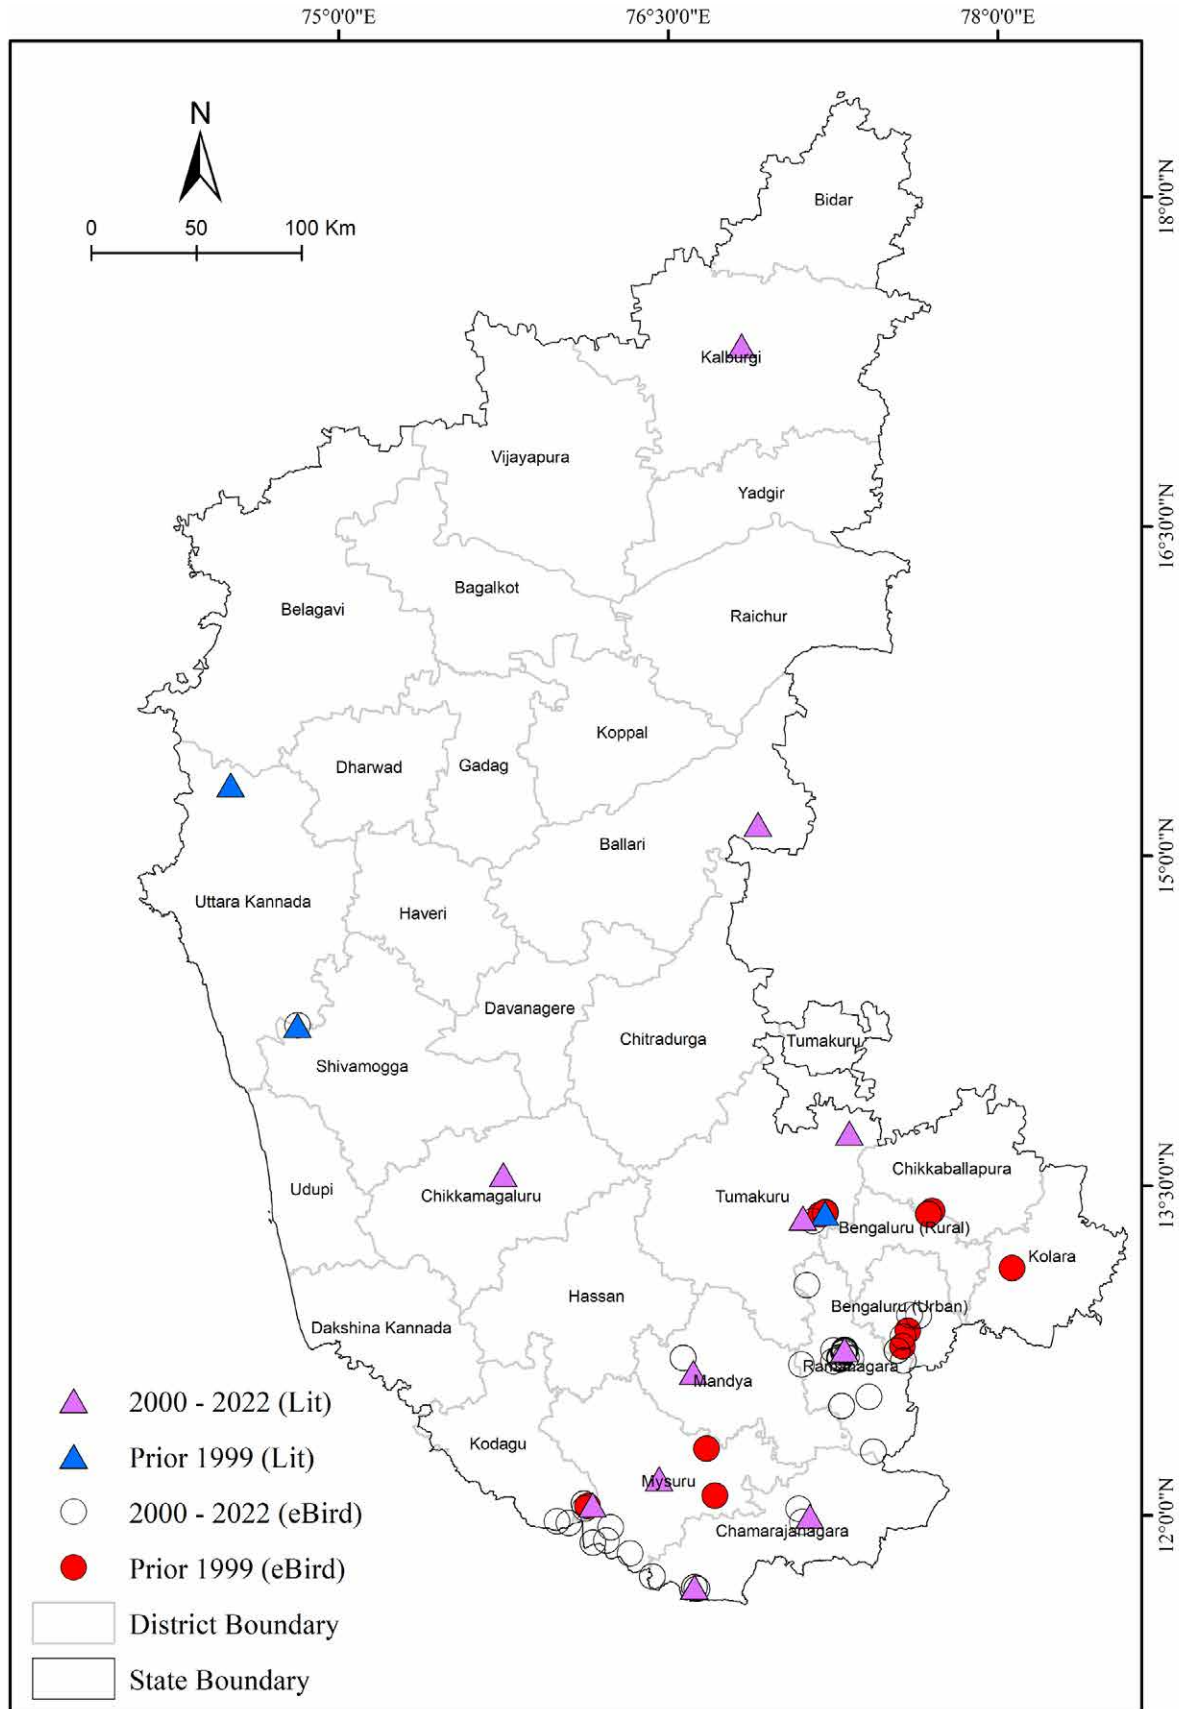 75°0'0"E 76°30'0"E 78°0'0"E
N
0 50 100 Km
18°0'0"N
Bidar
Kalburgi
Vijayapura
Yadgir
16°30'0"N
Bagalkot
Belagavi
Raichur
Koppal
Dharwad
Gadag
Ballari
15°0'0"N
Uttara Kannada
Haveri
Davanagere
Chitradurga
Tumakuru
Shivamogga
Chikkaballapura
13°30'0"N
Udupi
Chikkamagaluru
Tumakuru
Bengaluru (Rural)
Kolara
Hassan
Bengaluru (Urban)
Dakshina Kannada
Ramanagara
Mandya
Kodagu
Mysuru
Chamarajanagara
12°0'0"N
2000 - 2022 (Lit)
Prior 1999 (Lit)
2000 - 2022 (eBird)
Prior 1999 (eBird)
District Boundary
State Boundary